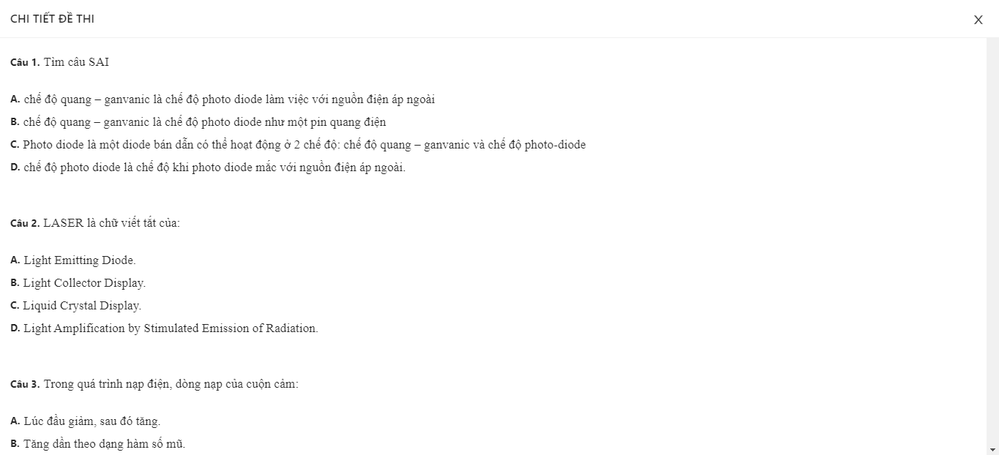 CHI TIẾT ĐỀ THI
X
Câu 1. Tìm câu SAI
A. chế độ quang – ganvanic là chế độ photo diode làm việc với nguồn điện áp ngoài
B. chế độ quang – ganvanic là chế độ photo diode như một pin quang điện
C. Photo diode là một diode bán dẫn có thể hoạt động ở 2 chế độ: chế độ quang – ganvanic và chế độ photo-diode
D. chế độ photo diode là chế độ khi photo diode mắc với nguồn điện áp ngoài.
Câu 2. LASER là chữ viết tắt của:
A. Light Emitting Diode.
B. Light Collector Display.
C. Liquid Crystal Display.
D. Light Amplification by Stimulated Emission of Radiation.
Câu 3. Trong quá trình nạp điện, dòng nạp của cuộn cảm:
A. Lúc đầu giảm, sau đó tăng.
B. Tăng dần theo dạng hàm số mũ.